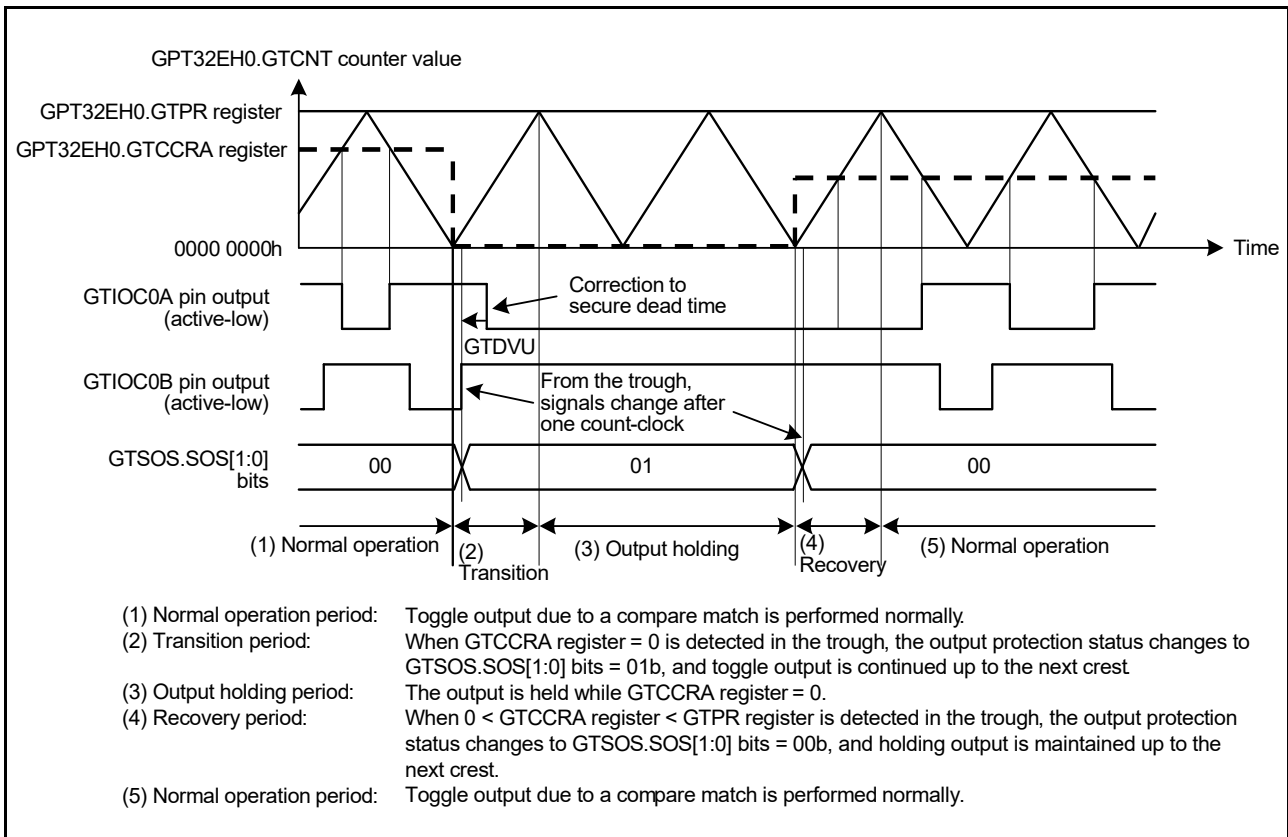 GPT32EH0.GTCNT counter value
GPT32EH0.GTPR register
GPT32EH0.GTCCRA register
0000 0000h
Time
GTIOC0A pin output
(active-low)
Correction to
secure dead time
GTDVU
GTIOC0B pin output
(active-low)
From the trough,
signals change after
one count-clock
GTSOS.SOS[1:0]
bits
00
01
00
(1) Normal operation
(2)
Transition
(3) Output holding
(4)
Recovery
(5) Normal operation
(1) Normal operation period: Toggle output due to a compare match is performed normally.
(2) Transition period: When GTCCRA register = 0 is detected in the trough, the output protection status changes to
GTSOS.SOS[1:0] bits = 01b, and toggle output is continued up to the next crest.
(3) Output holding period: The output is held while GTCCRA register = 0.
(4) Recovery period: When 0 < GTCCRA register < GTPR register is detected in the trough, the output protection
status changes to GTSOS.SOS[1:0] bits = 00b, and holding output is maintained up to the
next crest.
(5) Normal operation period: Toggle output due to a compare match is performed normally.